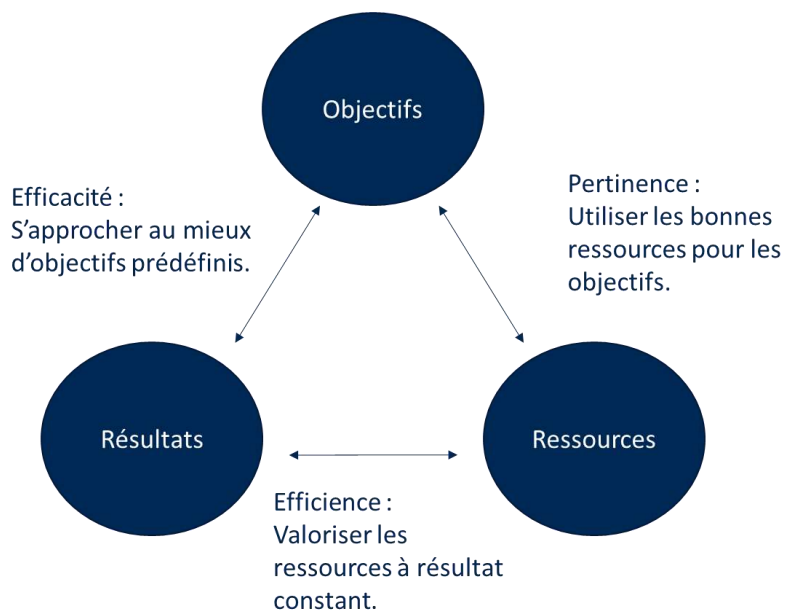 Objectifs
Efficacité :
S’approcher au mieux
d’objectifs prédéfinis.
Pertinence :
Utiliser les bonnes
ressources pour les
objectifs.
Résultats
Ressources
Efficience :
Valoriser les
ressources à résultat
constant.